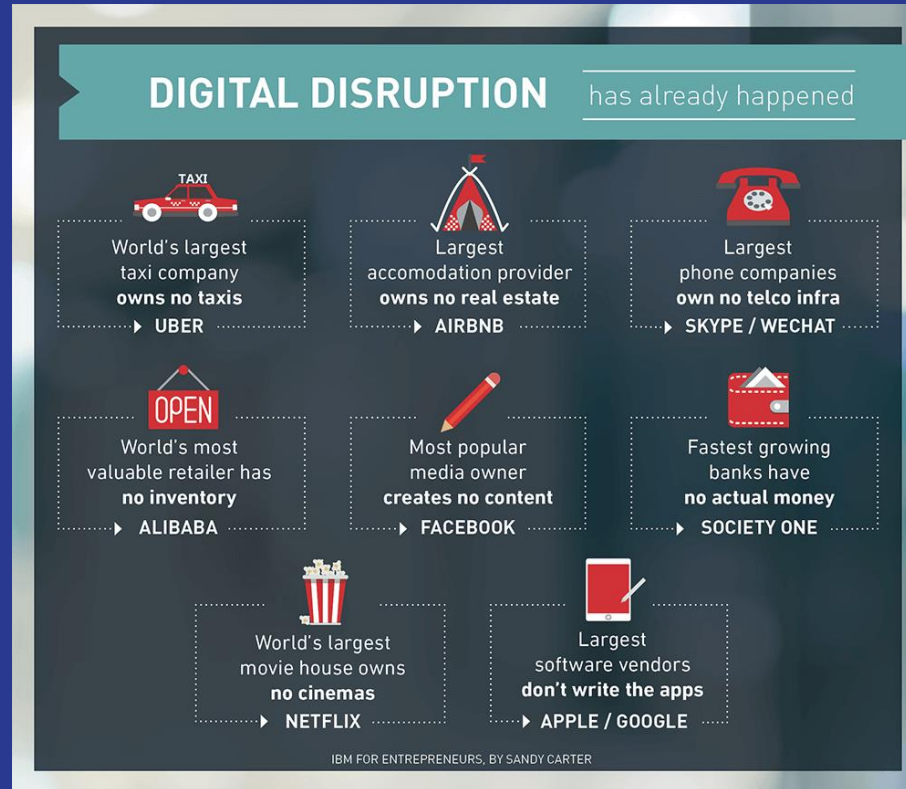 DIGITAL DISRUPTION has already happened
TAXI
World's largest
taxi company
owns no taxis
UBER
Largest
accomodation provider
owns no real estate
AIRBNB
Largest
phone companies
own no telco infra
SKYPE / WECHAT
OPEN
World's most
valuable retailer has
no inventory
ALIBABA
Most popular
media owner
creates no content
FACEBOOK
Fastest growing
banks have
no actual money
SOCIETY ONE
World's largest
movie house owns
no cinemas
NETFLIX
Largest
software vendors
don't write the apps
APPLE / GOOGLE
IBM FOR ENTREPRENEURS, BY SANDY CARTER